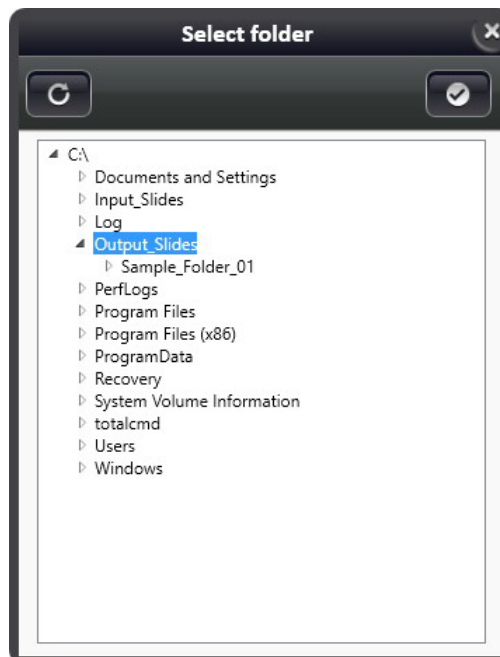 Select folder
C:\
Documents and Settings
Input_Slides
Log
Output_Slides
Sample_Folder_01
PerfLogs
Program Files
Program Files (x86)
ProgramData
Recovery
System Volume Information
totalcmd
Users
Windows